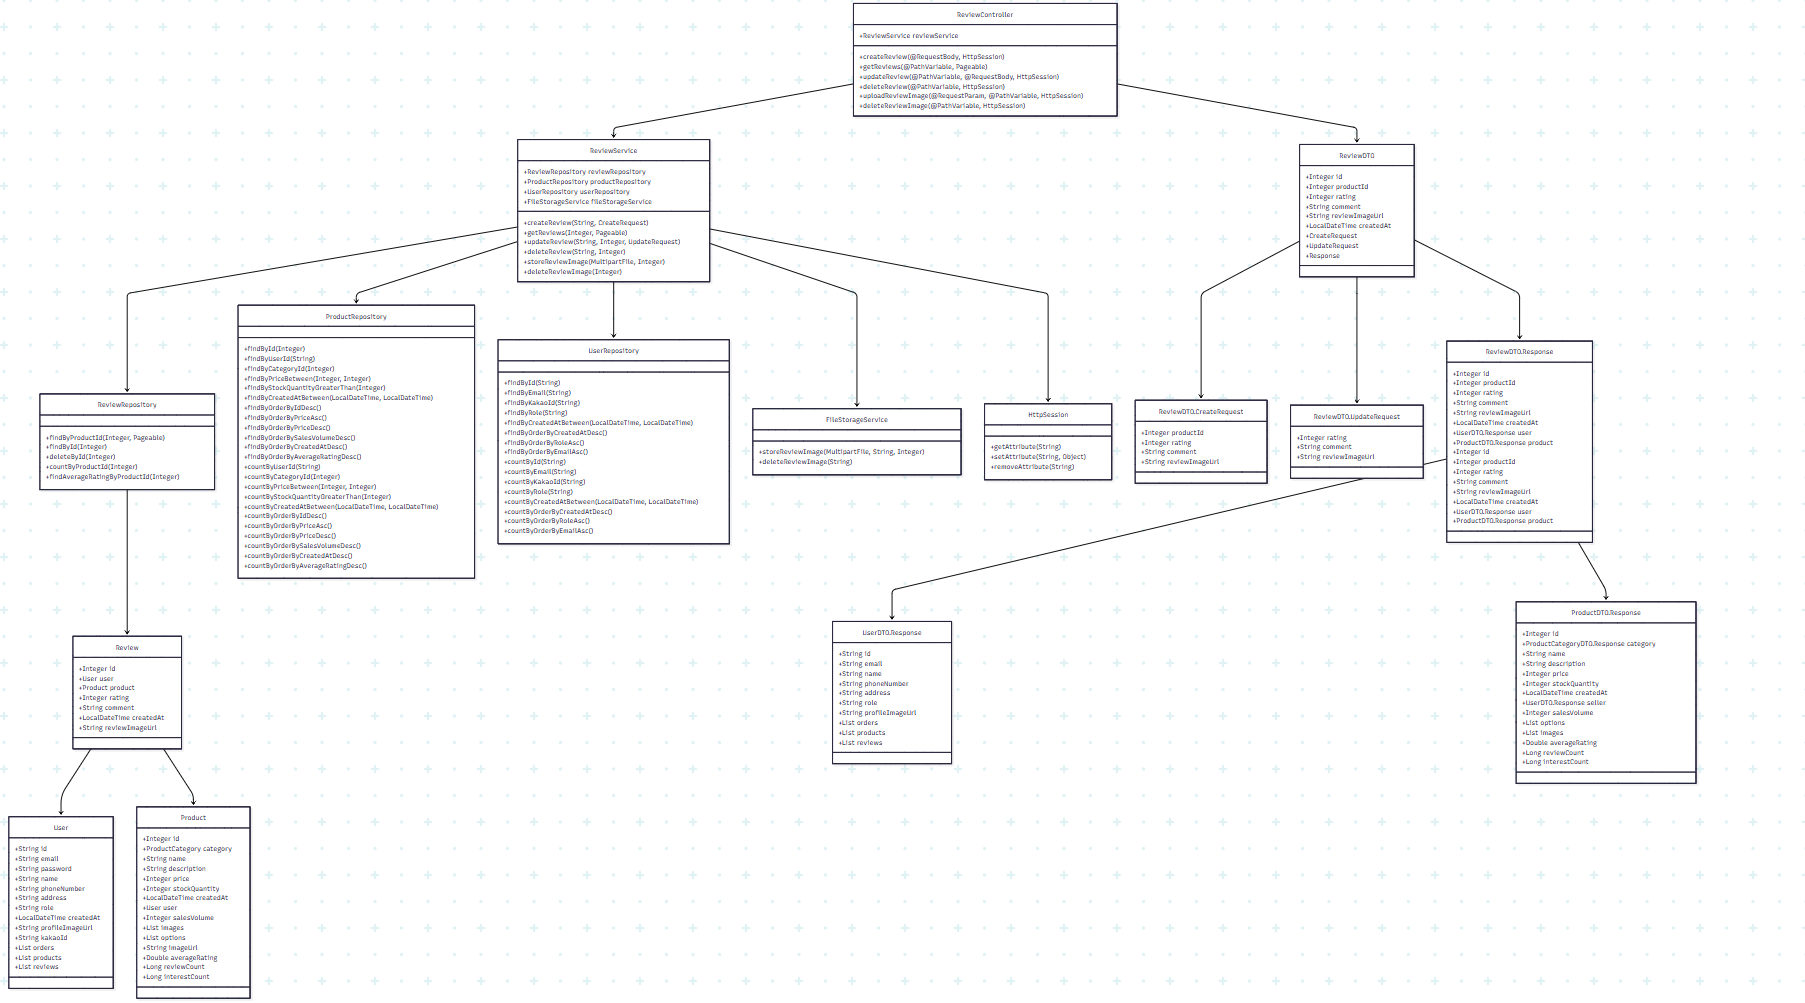 ReviewController
+ReviewService reviewService
+createReview(@RequestBody, HttpSession)
+getReviews(@PathVariable, Pageable)
+updateReview(@PathVariable, @RequestBody, HttpSession)
+deleteReview(@PathVariable, HttpSession)
+uploadReviewImage(@RequestParam, @PathVariable, HttpSession)
+deleteReviewImage(@PathVariable, HttpSession)
ReviewService
+ReviewRepository reviewRepository
+ProductRepository productRepository
+UserRepository userRepository
+FileStorageService fileStorageService
+createReview(String, CreateRequest)
+getReviews(Integer, Pageable)
+updateReview(String, Integer, UpdateRequest)
+deleteReview(String, Integer)
+storeReviewImage(MultipartFile, Integer)
+deleteReviewImage(Integer)
ReviewDTO
+Integer id
+Integer productId
+Integer rating
+String comment
+String reviewImageUrl
+LocalDateTime createdAt
+CreateRequest
+UpdateRequest
+Response
ReviewRepository
+findByProductId(Integer, Pageable)
+findById(Integer)
+deleteById(Integer)
+countByProductId(Integer)
+findAverageRatingByProductId(Integer)
ProductRepository
+findById(Integer)
+findByUserId(String)
+findByCategoryId(Integer)
+findByPriceBetween(Integer, Integer)
+findByStockQuantityGreaterThan(Integer)
+findByCreatedAtBetween(LocalDateTime, LocalDateTime)
+findByOrderByIdDesc()
+findByOrderByPriceAsc()
+findByOrderByPriceDesc()
+findByOrderBySalesVolumeDesc()
+findByOrderByCreatedAtDesc()
+findByOrderByAverageRatingDesc()
+countByUserId(String)
+countByCategoryId(Integer)
+countByPriceBetween(Integer, Integer)
+countByStockQuantityGreaterThan(Integer)
+countByCreatedAtBetween(LocalDateTime, LocalDateTime)
+countByOrderByIdDesc()
+countByOrderByPriceAsc()
+countByOrderByPriceDesc()
+countByOrderBySalesVolumeDesc()
+countByOrderByCreatedAtDesc()
+countByOrderByAverageRatingDesc()
UserRepository
+findById(String)
+findByEmail(String)
+findByKakaoId(String)
+findByRole(String)
+findByCreatedAtBetween(LocalDateTime, LocalDateTime)
+findByOrderByCreatedAtDesc()
+findByOrderByRoleAsc()
+findByOrderByEmailAsc()
+countById(String)
+countByEmail(String)
+countByKakaoId(String)
+countByRole(String)
+countByCreatedAtBetween(LocalDateTime, LocalDateTime)
+countByOrderByCreatedAtDesc()
+countByOrderByRoleAsc()
+countByOrderByEmailAsc()
FileStorageService
+storeReviewImage(MultipartFile, String, Integer)
+deleteReviewImage(String)
HttpSession
+getAttribute(String)
+setAttribute(String, Object)
+removeAttribute(String)
ReviewDTO.CreateRequest
+Integer productId
+Integer rating
+String comment
+String reviewImageUrl
ReviewDTO.UpdateRequest
+Integer rating
+String comment
+String reviewImageUrl
ReviewDTO.Response
+Integer id
+Integer productId
+Integer rating
+String comment
+String reviewImageUrl
+LocalDateTime createdAt
+UserDTO.Response user
+ProductDTO.Response product
+Integer id
+Integer productId
+Integer rating
+String comment
+String reviewImageUrl
+LocalDateTime createdAt
+UserDTO.Response user
+ProductDTO.Response product
Review
+Integer id
+User user
+Product product
+Integer rating
+String comment
+LocalDateTime createdAt
+String reviewImageUrl
UserDTO.Response
+String id
+String email
+String name
+String phoneNumber
+String address
+String role
+String profileImageUrl
+List orders
+List products
+List reviews
ProductDTO.Response
+Integer id
+ProductCategoryDTO.Response category
+String name
+String description
+Integer price
+Integer stockQuantity
+LocalDateTime createdAt
+UserDTO.Response seller
+Integer salesVolume
+List options
+List images
+Double averageRating
+Long reviewCount
+Long interestCount
User
+String id
+String email
+String password
+String name
+String phoneNumber
+String address
+String role
+LocalDateTime createdAt
+String profileImageUrl
+String kakaoId
+List orders
+List products
+List reviews
Product
+Integer id
+ProductCategory category
+String name
+String description
+Integer price
+Integer stockQuantity
+LocalDateTime createdAt
+User user
+Integer salesVolume
+List images
+List options
+String imageUrl
+Double averageRating
+Long reviewCount
+Long interestCount